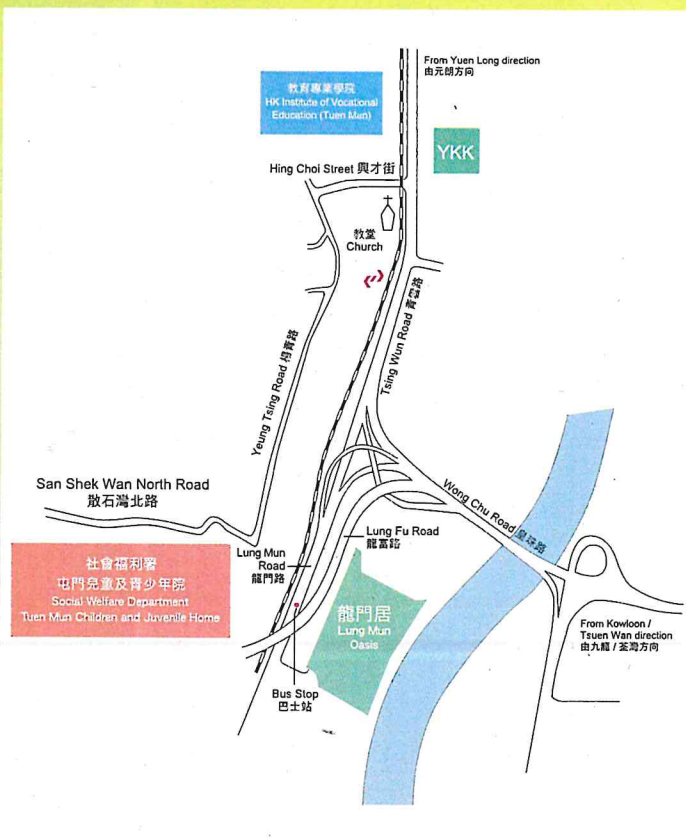 From Yuen Long direction
由元朗方向
教育專業學院
HK Institute of Vocational
Education (Tuen Mun)
YKK
Hing Choi Street 興才街
教堂
Church
Tsing Wun Road 青雲路
Yeung Tsing Road 楊青路
San Shek Wan North Road
散石灣北路
Wong Chu Road 皇珠路
Lung Fu Road
龍富路
Lung Mun
Road
龍門路
社會福利署
屯門兒童及青少年院
Social Welfare Department
Tuen Mun Children and Juvenile Home
龍門居
Lung Mun
Oasis
From Kowloon /
Tsuen Wan direction
由九龍 / 荃灣方向
Bus Stop
巴士站